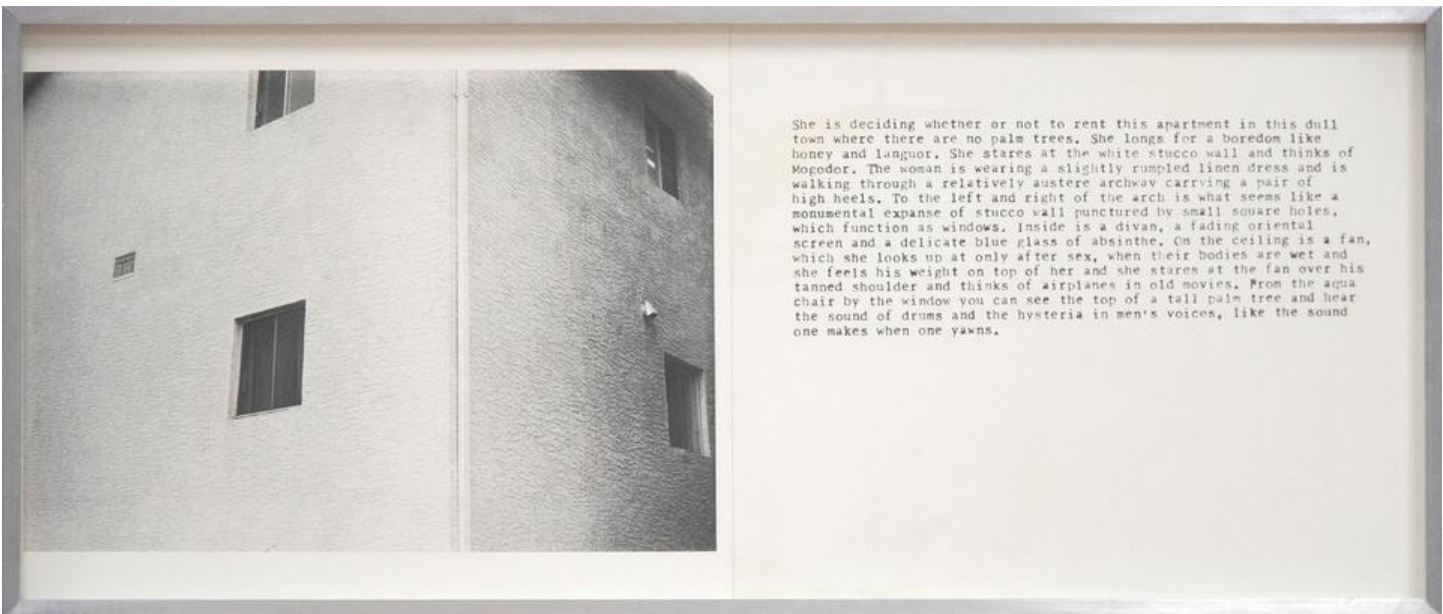 She is deciding whether or not to rent this apartment in this dull
town where there are no palm trees. She longs for a boredom like
honey and languor. She stares at the white stucco wall and thinks of
Mogodor. The woman is wearing a slightly rumpled linen dress and is
walking through a relatively austere archway carrying a pair of
high heels. To the left and right of the arch is what seems like a
monumental expanse of stucco wall punctured by small square holes,
which function as windows. Inside is a divan, a fading oriental
screen and a delicate blue glass of absinthe. On the ceiling is a fan,
which she looks up at only after sex, when their bodies are wet and
she feels his weight on top of her and she stares at the fan over his
tanned shoulder and thinks of airplanes in old movies. From the aqua
chair by the window you can see the top of a tall palm tree and hear
the sound of drums and the hysteria in men's voices, like the sound
one makes when one yawns.